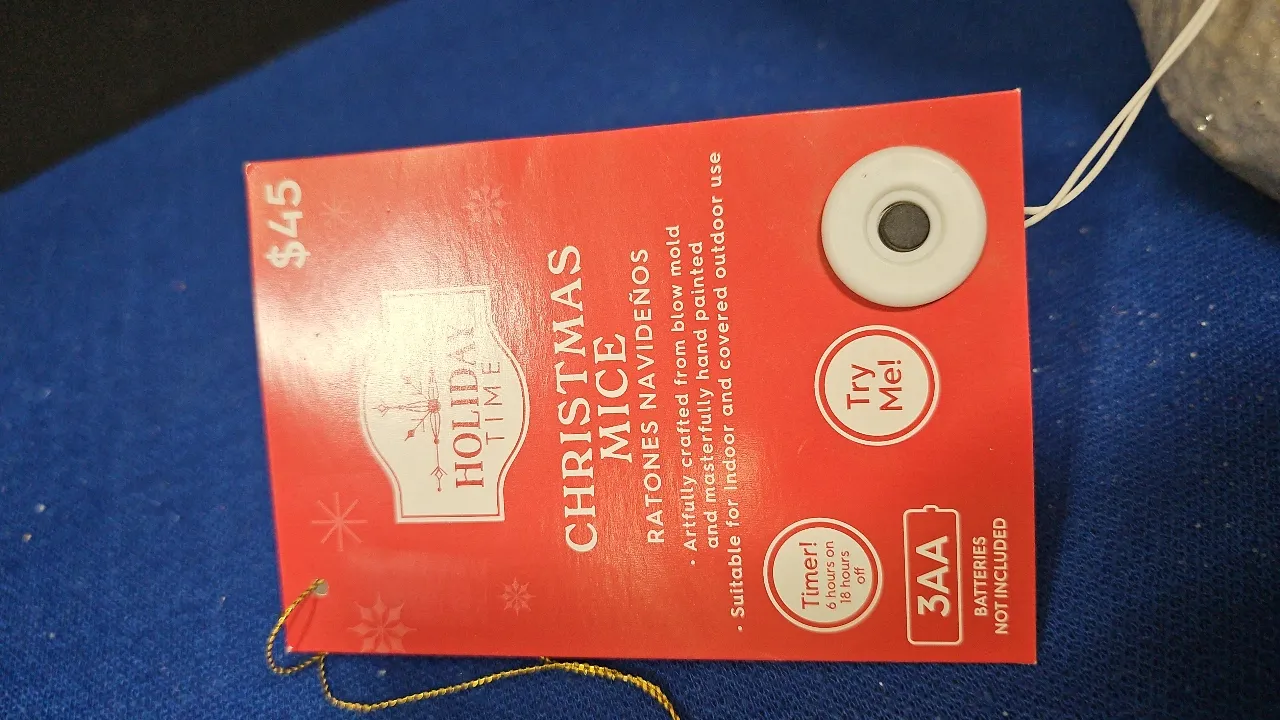 $45
HOLIDAY
TIME
CHRISTMAS
MICE
RATONES NAVIDEÑOS
• Artfully crafted from blow mold
and masterfully hand painted
• Suitable for Indoor and covered outdoor use
Timer!
6 hours on
18 hours
off
Try
Me!
3AA
BATTERIES
NOT INCLUDED